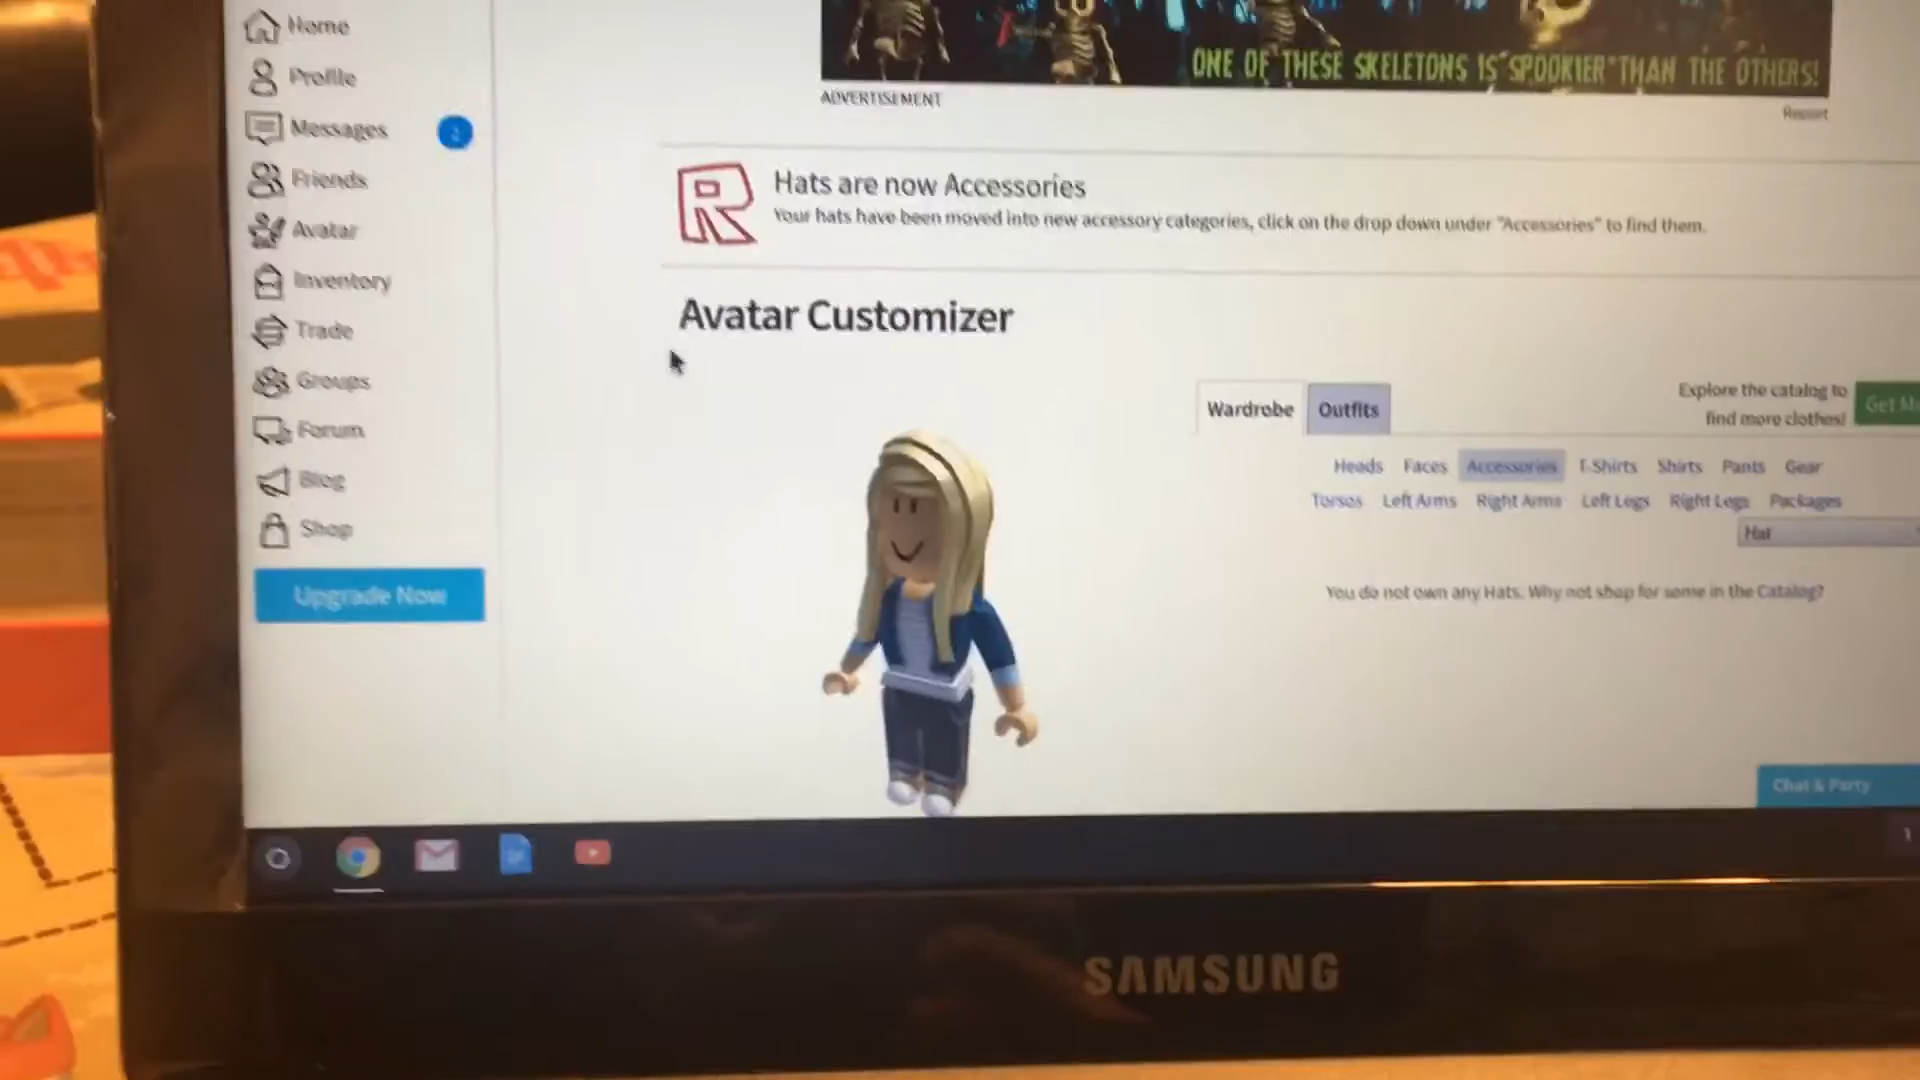 ONE OF THESE SKELETONS IS "SPOOKIER" THAN THE OTHERS!
ADVERTISEMENT
Report
Home
Profile
Messages
Friends
Avatar
Inventory
Trade
Groups
Forum
Blog
Shop
Upgrade Now
Hats are now Accessories
Your hats have been moved into new accessory categories, click on the drop down under "Accessories" to find them.
Avatar Customizer
Wardrobe Outfits
Explore the catalog to
find more clothes!
Get
Heads Faces Accessories T-Shirts Shirts Pants Gear
Torsos Left Arms Right Arms Left Legs Right Legs Packages
Hat
You do not own any Hats. Why not shop for some in the Catalog?
Chat & Party
SAMSUNG